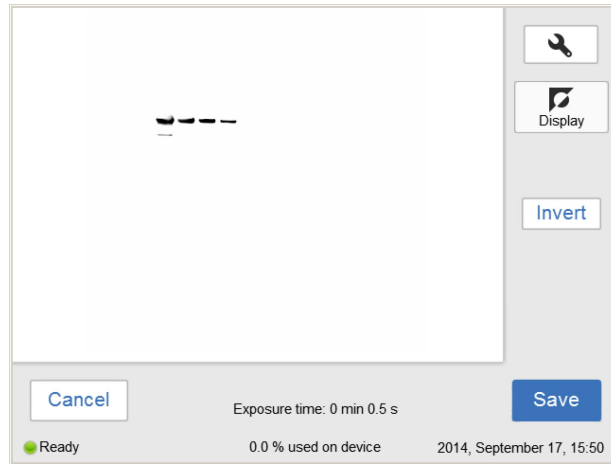 Display
Invert
Cancel
Exposure time: 0 min 0.5 s
Save
Ready
0.0 % used on device
2014, September 17, 15:50